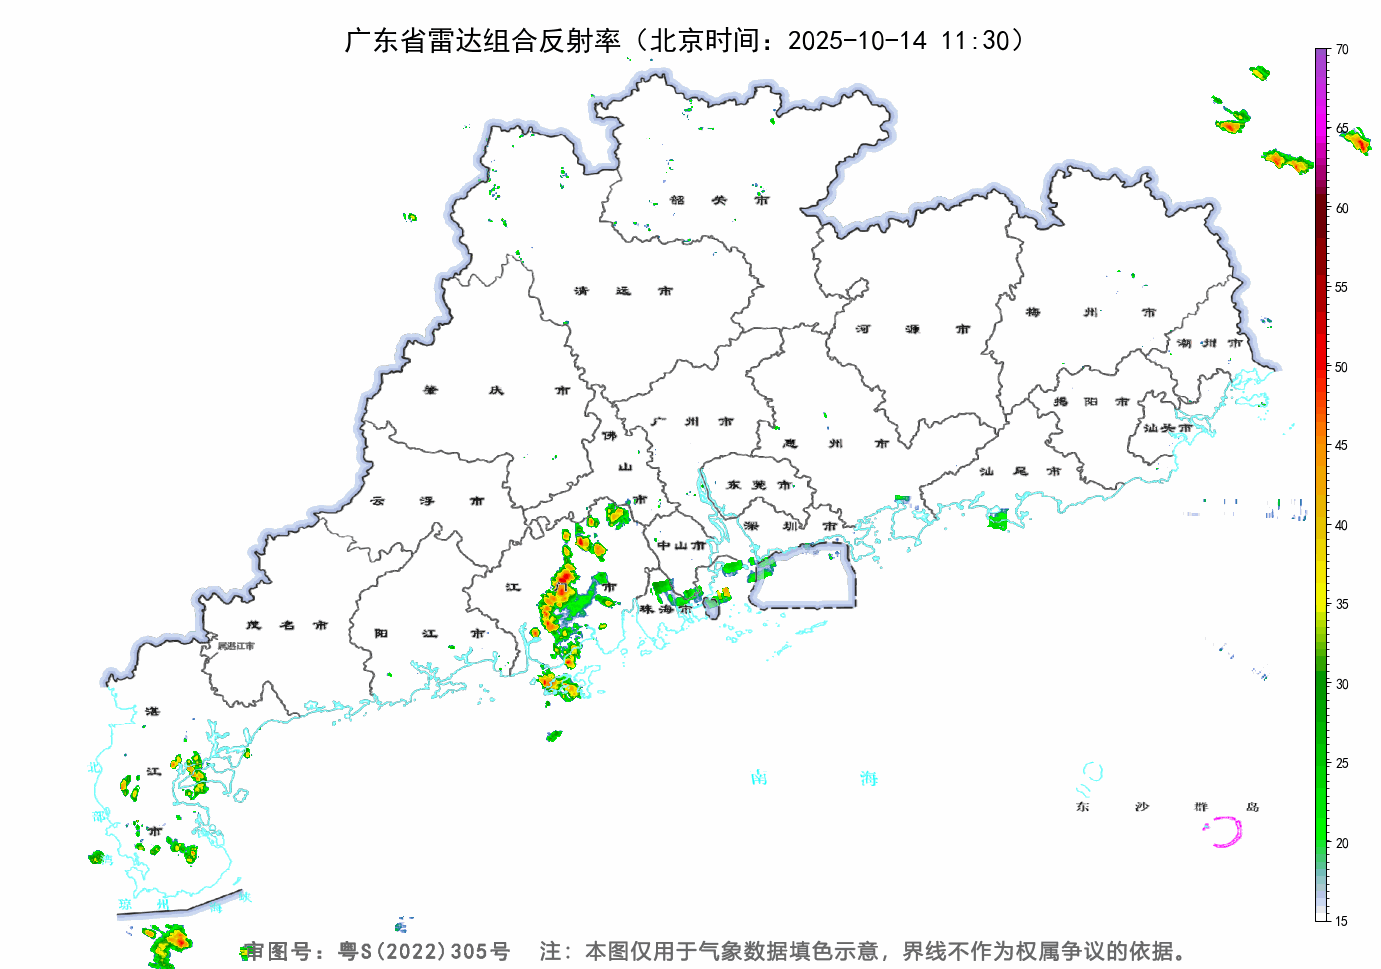 广东省雷达组合反射率（北京时间：2025-10-14 11:30）
70
65
60
55
50
45
40
35
30
25
20
15
韶关市
清远市
河源市
梅州市
潮州市
肇庆市
广州市
佛山市
惠州市
揭阳市
汕头市
汕尾市
东莞市
云浮市
深圳市
中山市
江门市
珠海市
茂名市
阳江市
属湛江市
湛江市
北部湾
南海
东沙群岛
琼州海峡
审图号：粤S(2022)305号 注：本图仅用于气象数据填色示意，界线不作为权属争议的依据。